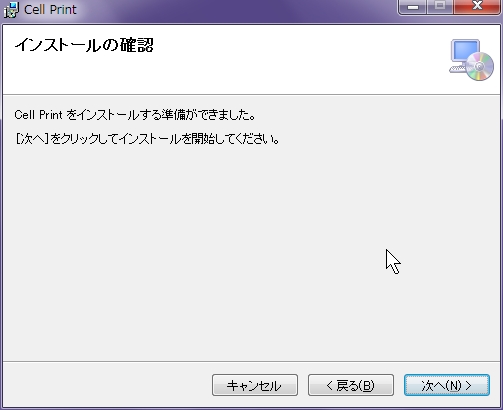 Cell Print
インストールの確認
Cell Print をインストールする準備ができました。
[次へ]をクリックしてインストールを開始してください。
キャンセル
< 戻る(B)
次へ(N) >